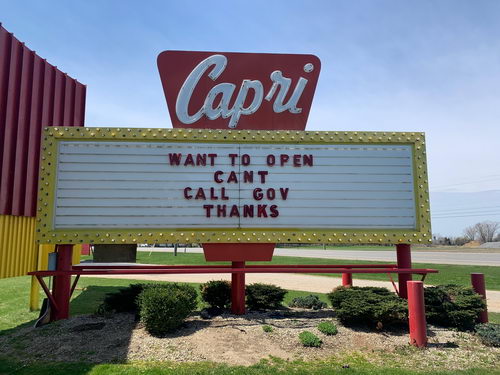 Capri
WANT TO OPEN
CANT
CALL GOV
THANKS